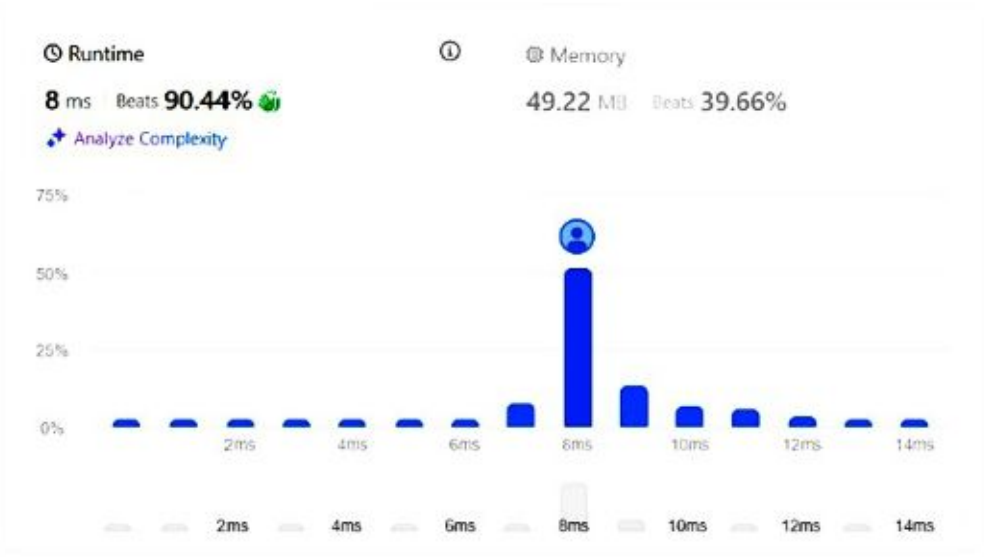 Runtime
Memory
8 ms Beats 90.44%
49.22 MB Beats 39.66%
Analyze Complexity
75%
50%
25%
0%
2ms 4ms 6ms 8ms 10ms 12ms 14ms
2ms 4ms 6ms 8ms 10ms 12ms 14ms